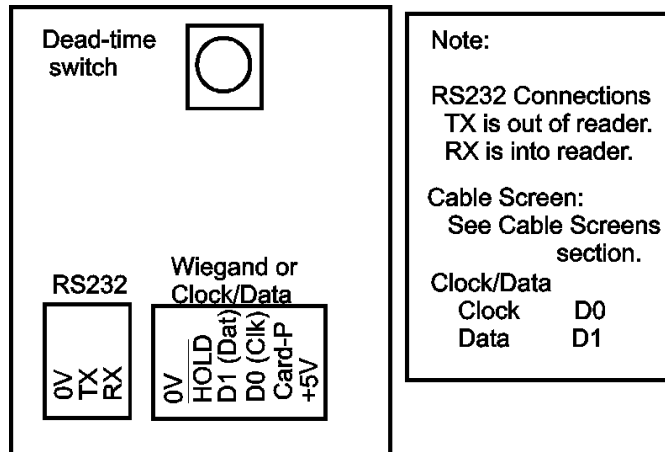 Dead-time
switch
RS232
Wiegand or
Clock/Data
0V
TX
RX
0V
HOLD
D1 (Dat)
D0 (Clk)
Card-P
+5V
Note:
RS232 Connections
TX is out of reader.
RX is into reader.
Cable Screen:
See Cable Screens
section.
Clock/Data
Clock D0
Data D1